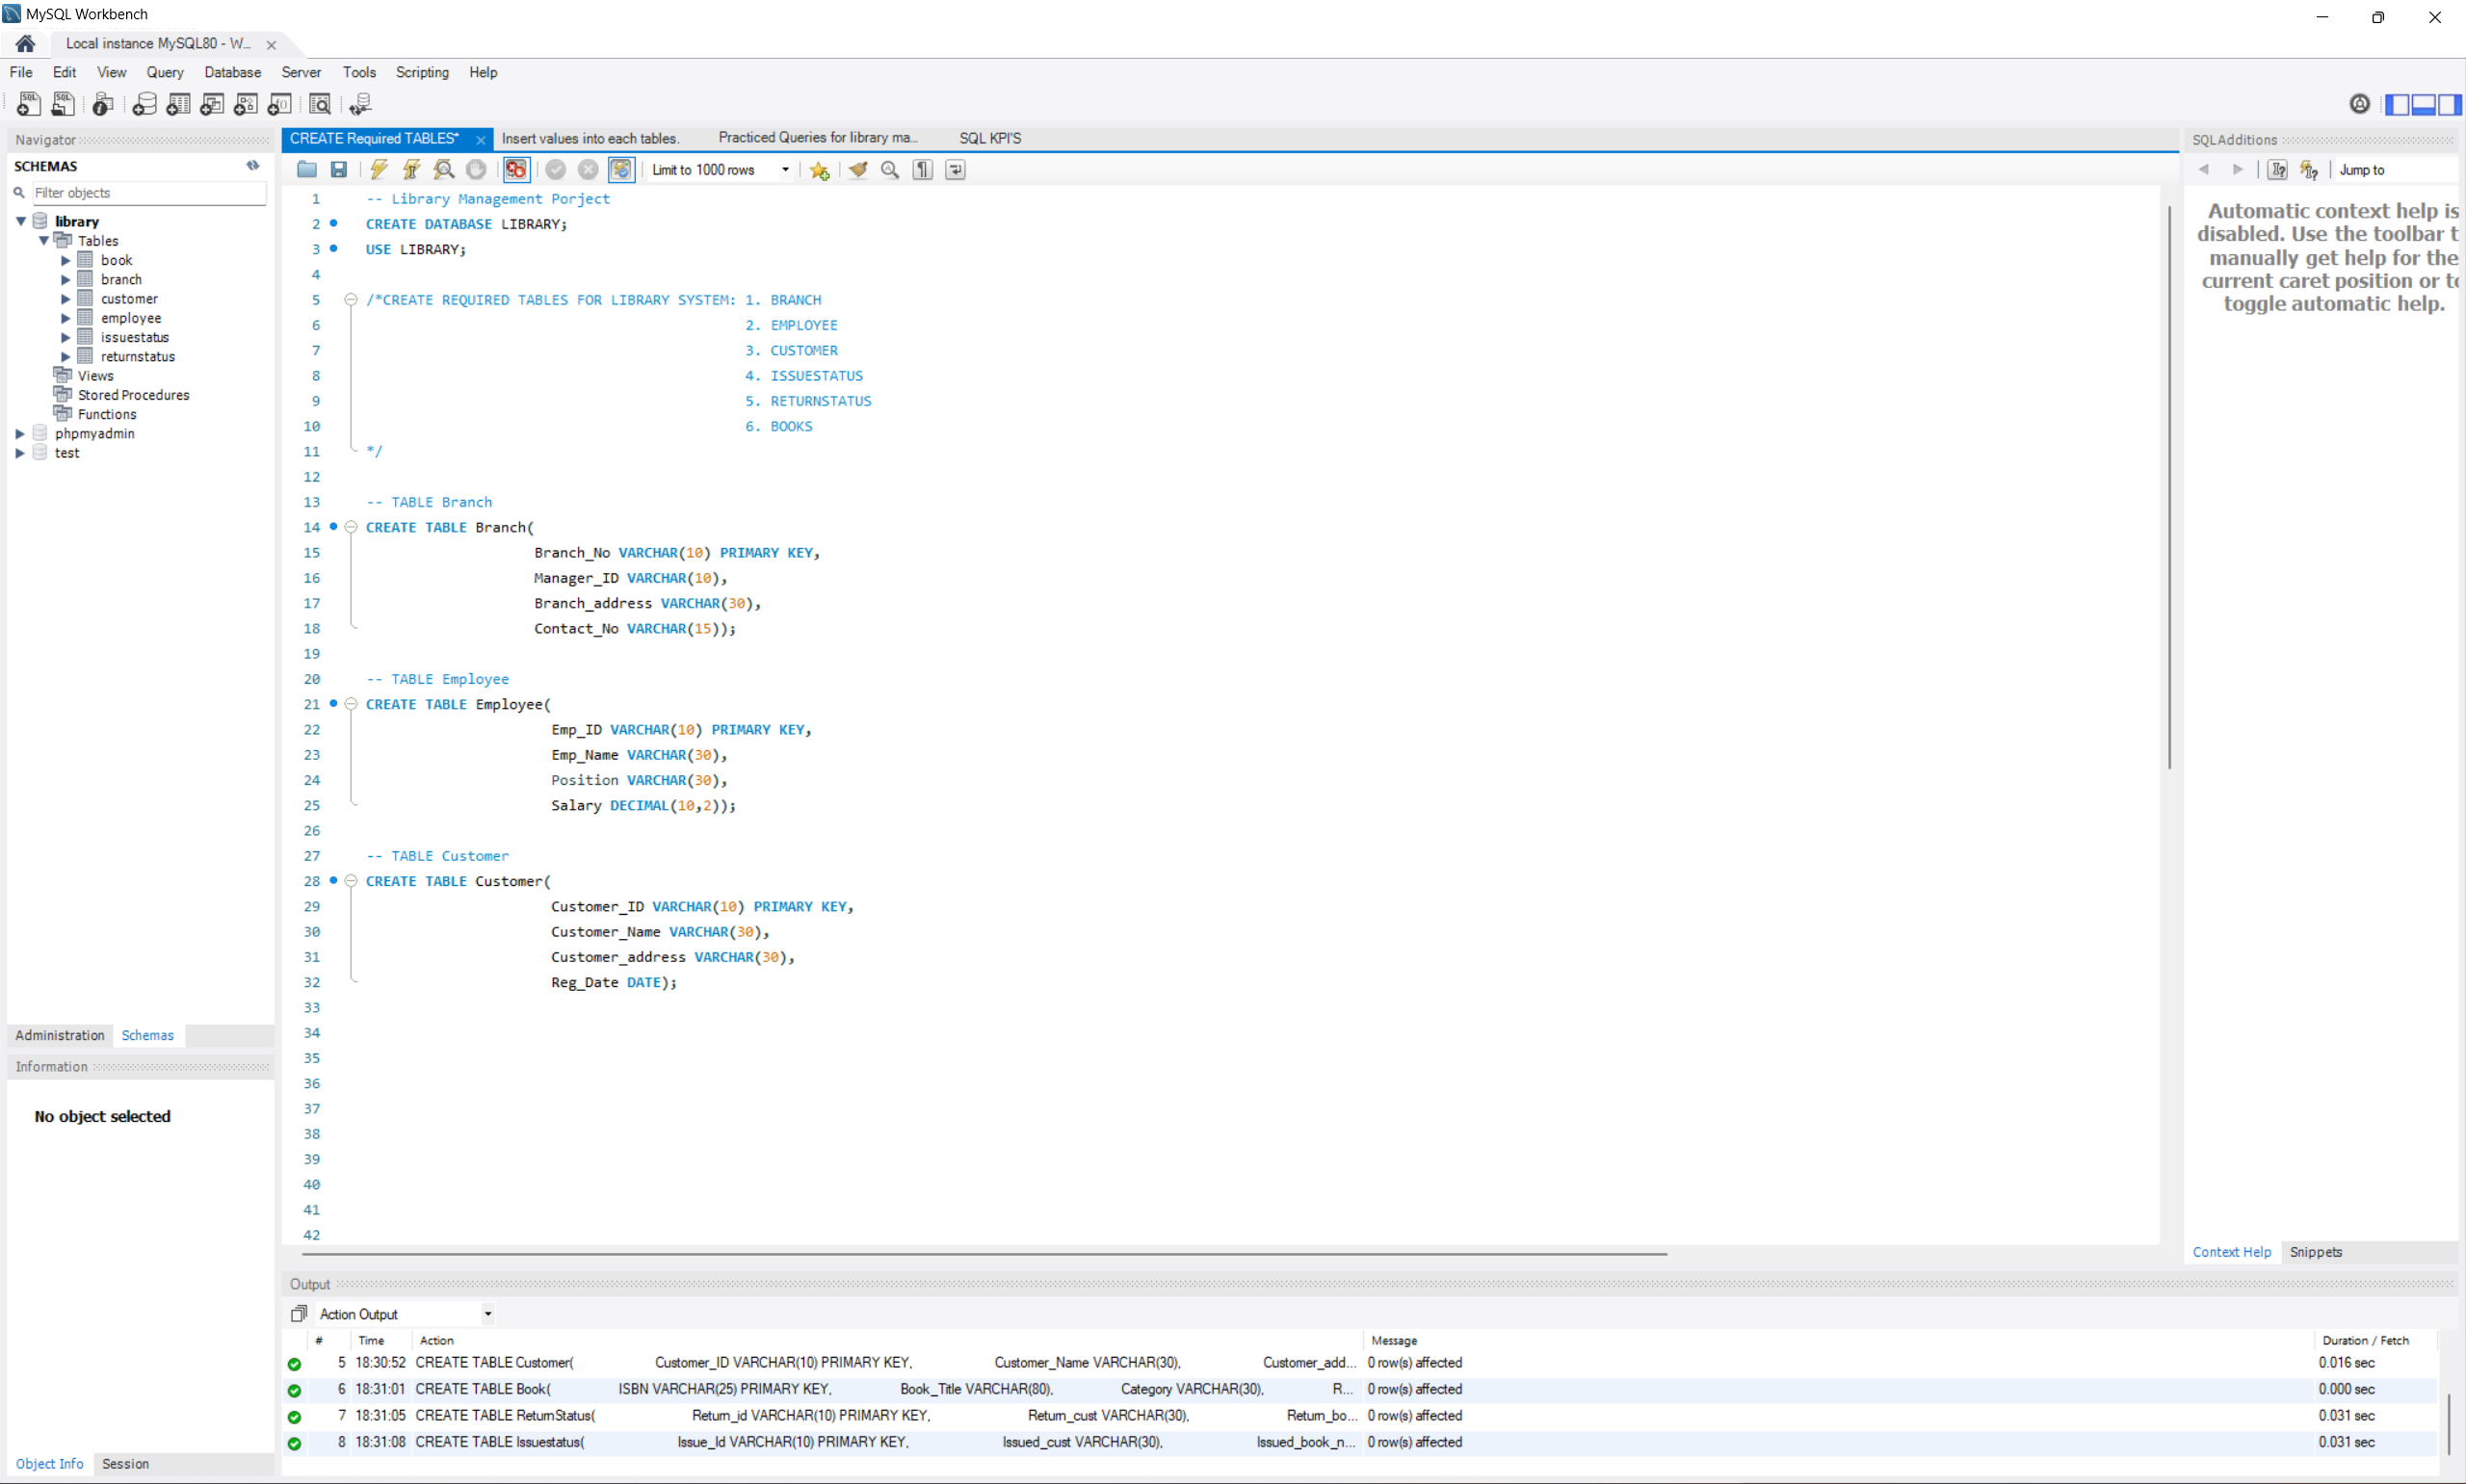 MySQL Workbench
Local instance MySQL80 - W...
File Edit View Query Database Server Tools Scripting Help
Navigator
SCHEMAS
Filter objects
library
Tables
book
branch
customer
employee
issuestatus
returnstatus
Views
Stored Procedures
Functions
phpmyadmin
test
Administration Schemas
Information
No object selected
Object Info Session
CREATE Required TABLES* Insert values into each tables. Practiced Queries for library ma... SQL KPI'S
Limit to 1000 rows
1 -- Library Management Porject
2 CREATE DATABASE LIBRARY;
3 USE LIBRARY;
4
5 /*CREATE REQUIRED TABLES FOR LIBRARY SYSTEM: 1. BRANCH
6 2. EMPLOYEE
7 3. CUSTOMER
8 4. ISSUESTATUS
9 5. RETURNSTATUS
10 6. BOOKS
11 */
12
13 -- TABLE Branch
14 CREATE TABLE Branch(
15 Branch_No VARCHAR(10) PRIMARY KEY,
16 Manager_ID VARCHAR(10),
17 Branch_address VARCHAR(30),
18 Contact_No VARCHAR(15));
19
20 -- TABLE Employee
21 CREATE TABLE Employee(
22 Emp_ID VARCHAR(10) PRIMARY KEY,
23 Emp_Name VARCHAR(30),
24 Position VARCHAR(30),
25 Salary DECIMAL(10,2));
26
27 -- TABLE Customer
28 CREATE TABLE Customer(
29 Customer_ID VARCHAR(10) PRIMARY KEY,
30 Customer_Name VARCHAR(30),
31 Customer_address VARCHAR(30),
32 Reg_Date DATE);
33
34
35
36
37
38
39
40
41
42
SQLAdditions
Jump to
Automatic context help is
disabled. Use the toolbar t
manually get help for the
current caret position or to
toggle automatic help.
Context Help Snippets
Output
Action Output
# Time Action Message Duration / Fetch
5 18:30:52 CREATE TABLE Customer( Customer_ID VARCHAR(10) PRIMARY KEY, Customer_Name VARCHAR(30), Customer_add... 0 row(s) affected 0.016 sec
6 18:31:01 CREATE TABLE Book( ISBN VARCHAR(25) PRIMARY KEY, Book_Title VARCHAR(80), Category VARCHAR(30), R... 0 row(s) affected 0.000 sec
7 18:31:05 CREATE TABLE ReturnStatus( Return_id VARCHAR(10) PRIMARY KEY, Return_cust VARCHAR(30), Return_bo... 0 row(s) affected 0.031 sec
8 18:31:08 CREATE TABLE Issuestatus( Issue_Id VARCHAR(10) PRIMARY KEY, Issued_cust VARCHAR(30), Issued_book_n... 0 row(s) affected 0.031 sec